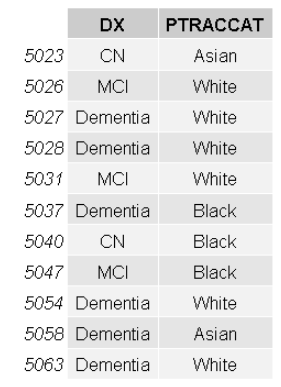 DX PTRACCAT
5023 CN Asian
5026 MCI White
5027 Dementia White
5028 Dementia White
5031 MCI White
5037 Dementia Black
5040 CN Black
5047 MCI Black
5054 Dementia White
5058 Dementia Asian
5063 Dementia White